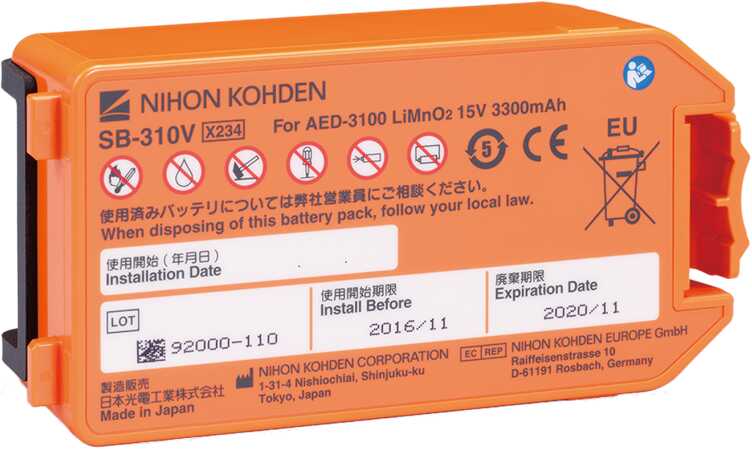 NIHON KOHDEN
SB-310V X234 For AED-3100 LiMnO2 15V 3300mAh
5 CE EU
使用済みバッテリについては弊社営業員にご相談ください。
When disposing of this battery pack, follow your local law.
使用開始(年月日)
Installation Date
LOT
92000-110
使用開始期限
Install Before
2016/11
廃棄期限
Expiration Date
2020/11
製造販売
日本光電工業株式会社
Made in Japan
NIHON KOHDEN CORPORATION
1-31-4 Nishiochiai, Shinjuku-ku
Tokyo, Japan
EC REP NIHON KOHDEN EUROPE GmbH
Raiffeisenstrasse 10
D-61191 Rosbach, Germany